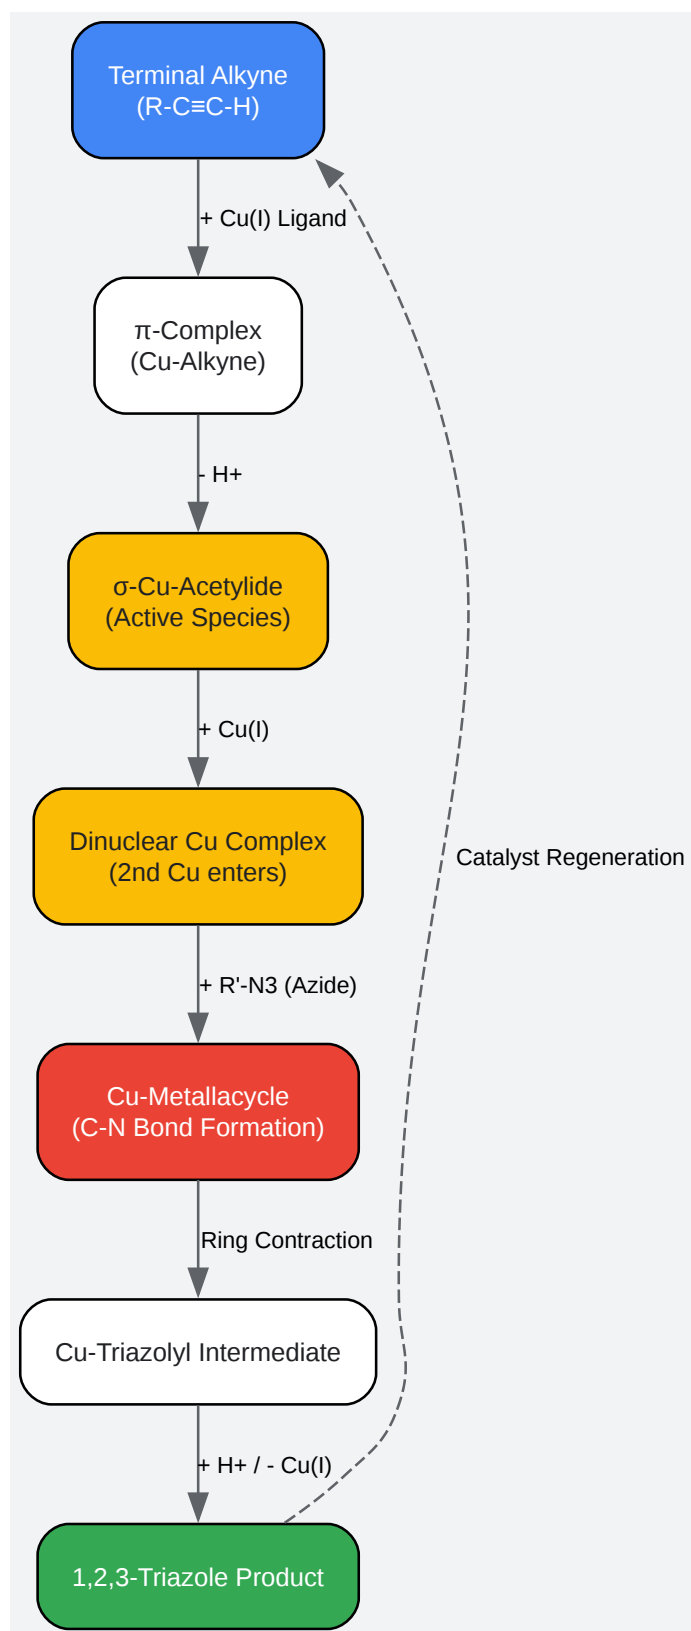 Terminal Alkyne
(R-C≡C-H)
+ Cu(I) Ligand
π-Complex
(Cu-Alkyne)
- H+
σ-Cu-Acetylide
(Active Species)
+ Cu(I)
Dinuclear Cu Complex
(2nd Cu enters)
Catalyst Regeneration
+ R'-N3 (Azide)
Cu-Metallacycle
(C-N Bond Formation)
Ring Contraction
Cu-Triazolyl Intermediate
+ H+ / - Cu(I)
1,2,3-Triazole Product